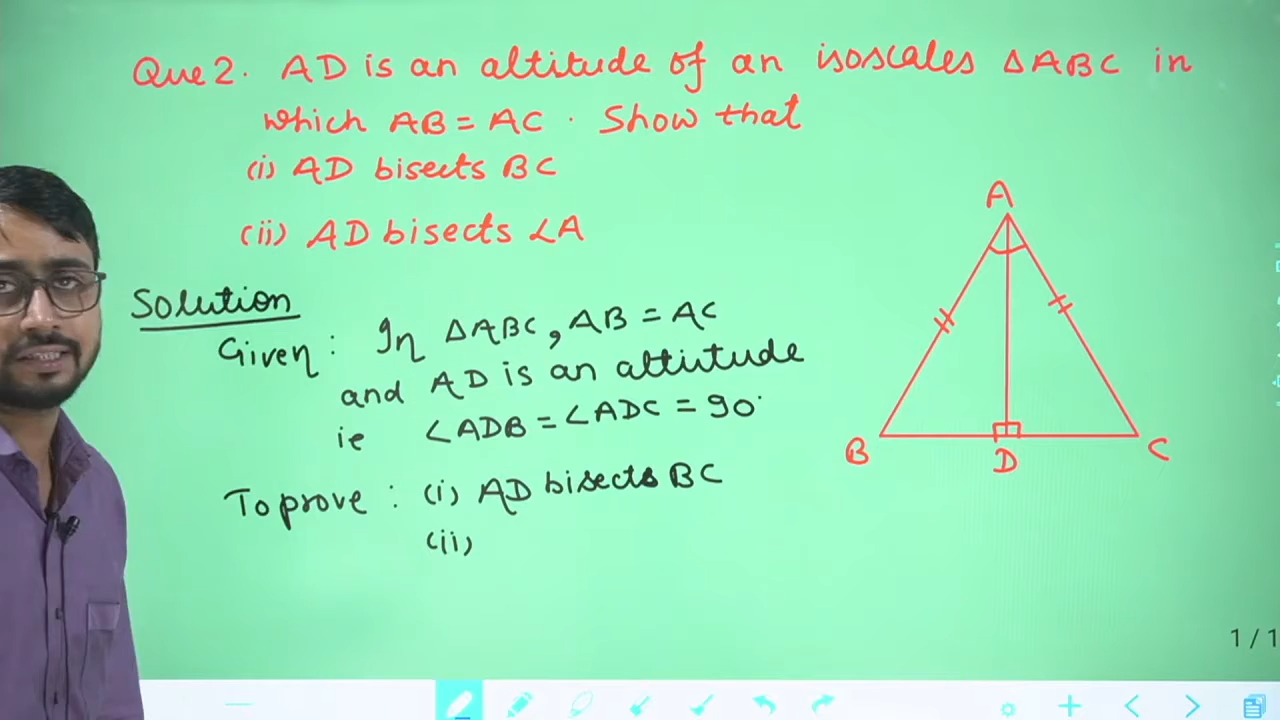 Que 2. AD is an altitude of an isoscales ΔABC in
which AB = AC. Show that
(i) AD bisects BC
(ii) AD bisects ∠A
Solution
Given : In ΔABC, AB = AC
and AD is an attitude
ie ∠ADB = ∠ADC = 90°
To prove : (i) AD bisects BC
(ii)
A
B
D
C
1/1